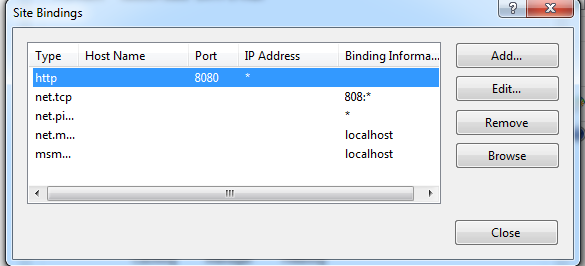 Site Bindings
Type Host Name Port IP Address Binding Informa...
http 8080 *
net.tcp 808:*
net.pi... *
net.m... localhost
msm... localhost
Add...
Edit...
Remove
Browse
Close